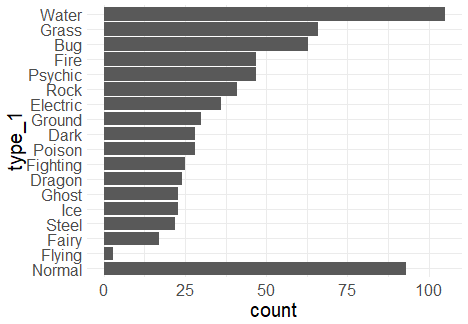 type_1
Water
Grass
Bug
Fire
Psychic
Rock
Electric
Ground
Dark
Poison
Fighting
Dragon
Ghost
Ice
Steel
Fairy
Flying
Normal
0 25 50 75 100
count